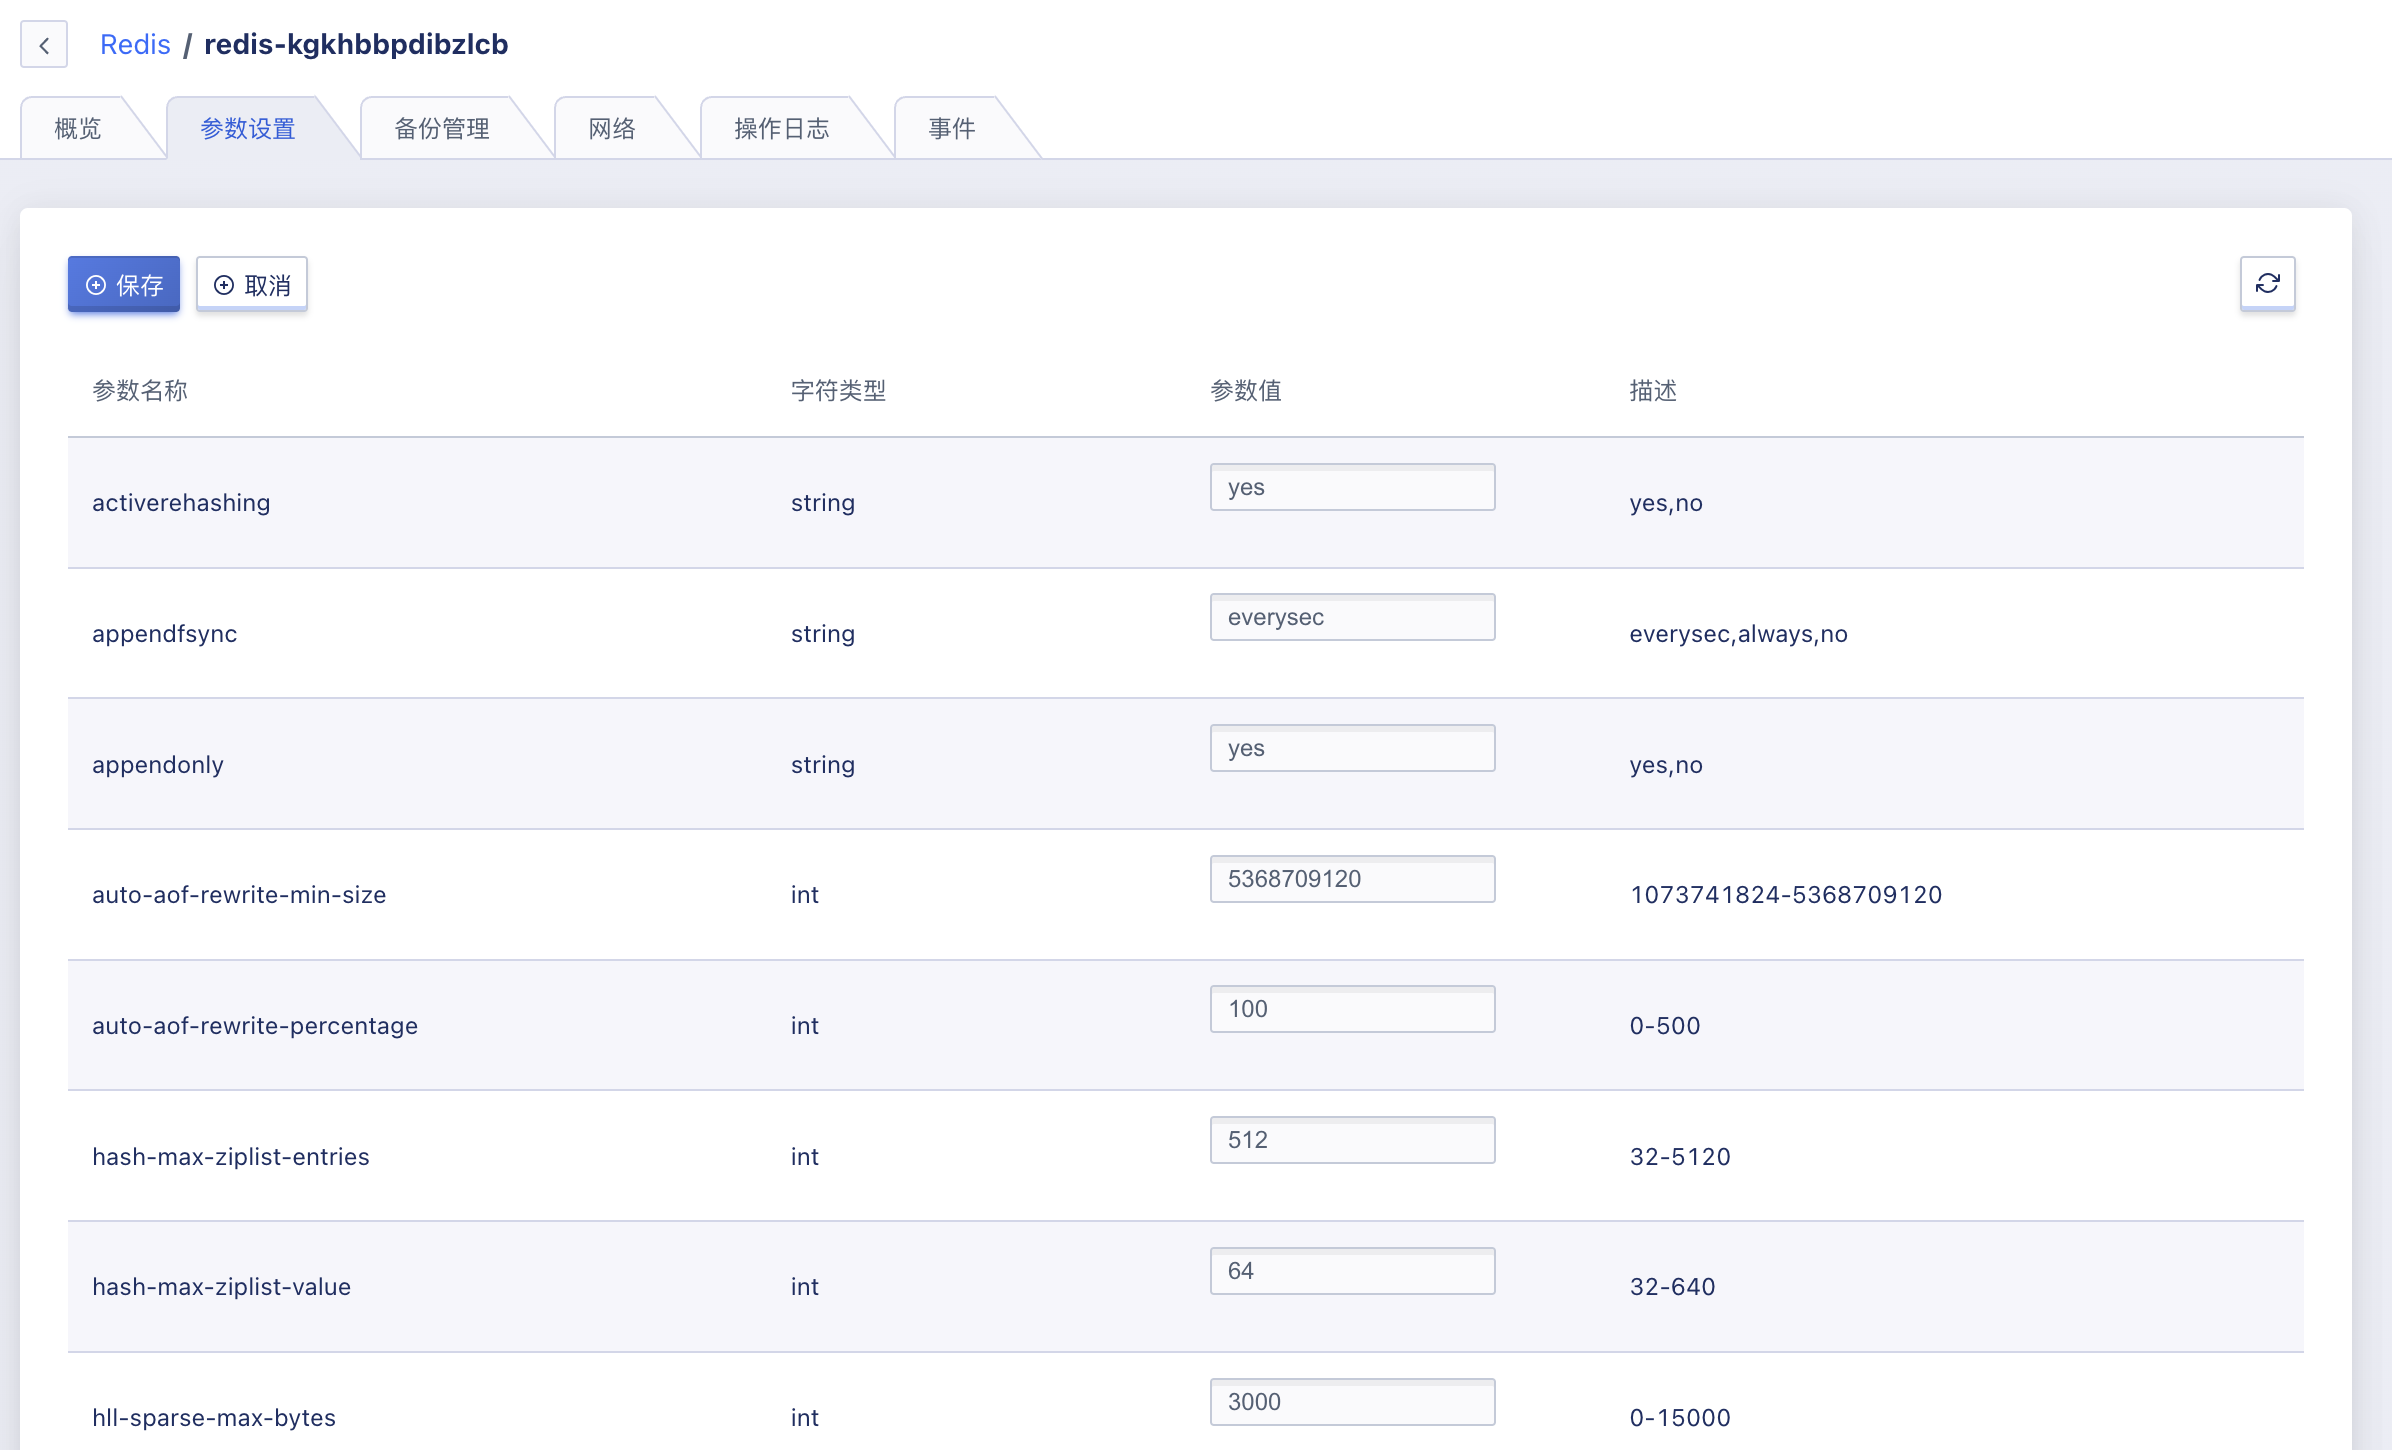 Redis / redis-kgkhbbpdibzlcb
概览 参数设置 备份管理 网络 操作日志 事件
保存 取消
参数名称 字符类型 参数值 描述
activerehashing string yes yes,no
appendfsync string everysec everysec,always,no
appendonly string yes yes,no
auto-aof-rewrite-min-size int 5368709120 1073741824-5368709120
auto-aof-rewrite-percentage int 100 0-500
hash-max-ziplist-entries int 512 32-5120
hash-max-ziplist-value int 64 32-640
hll-sparse-max-bytes int 3000 0-15000